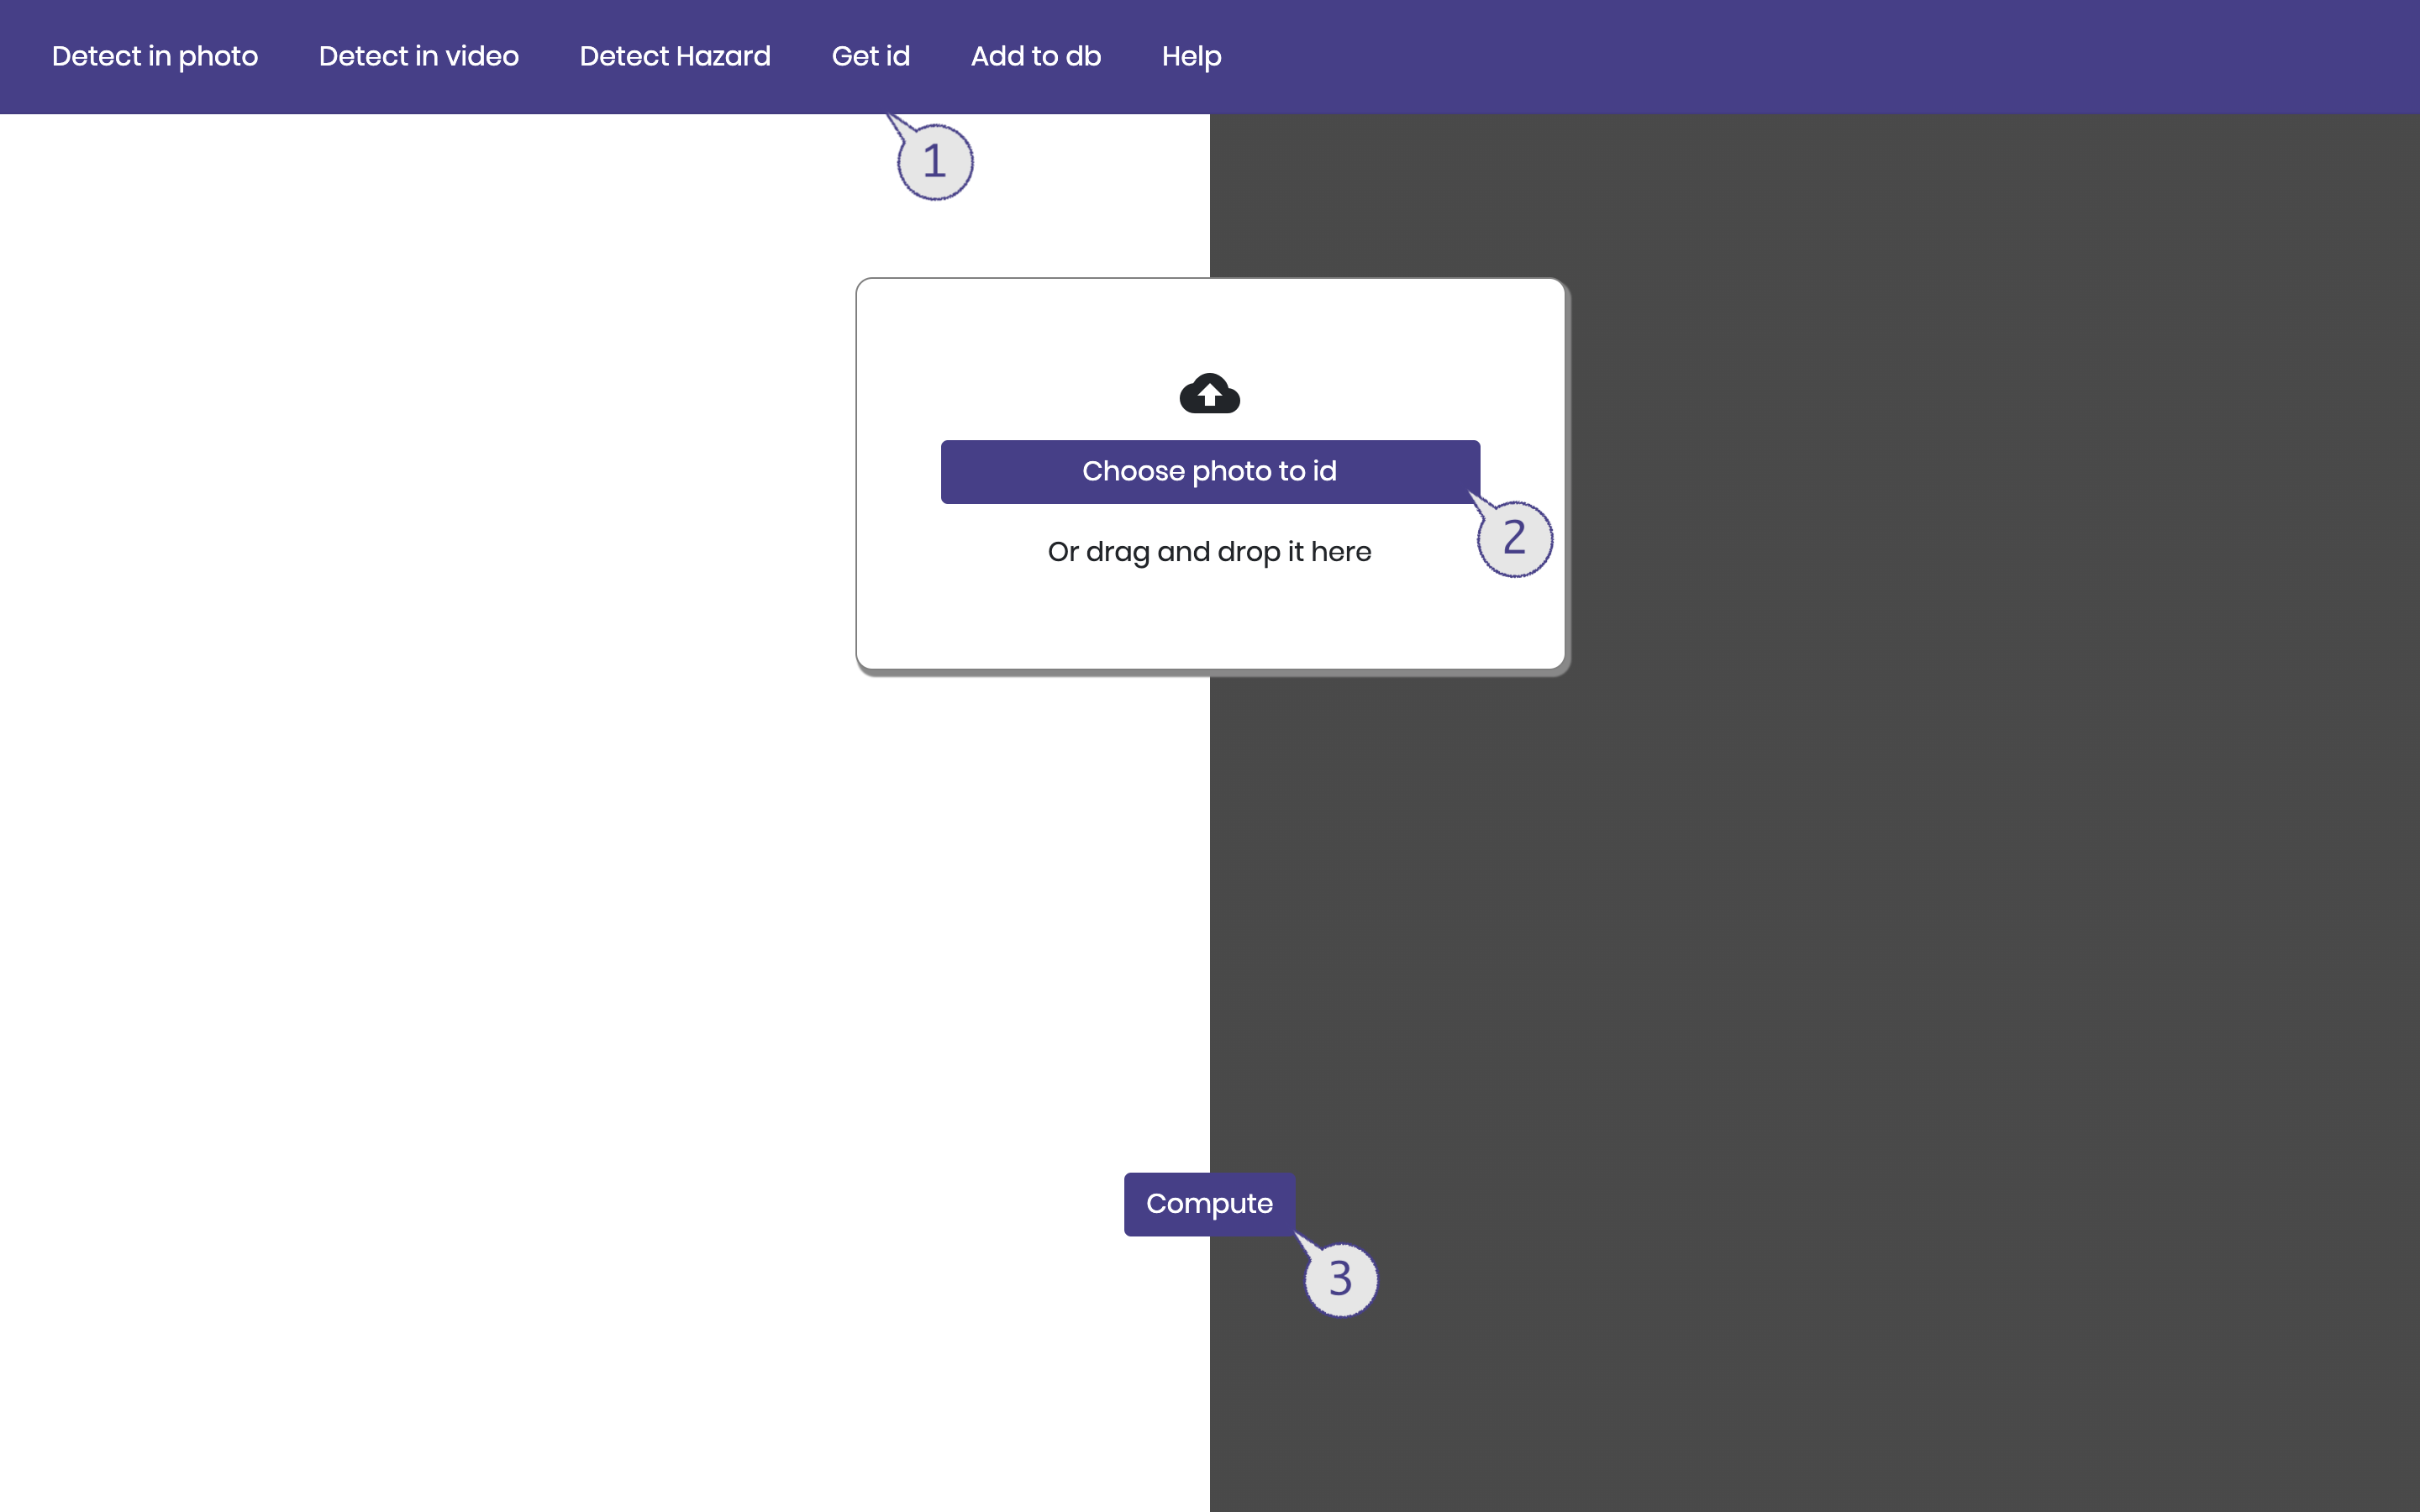 Detect in photo Detect in video Detect Hazard Get id Add to db Help
1
Choose photo to id
2
Or drag and drop it here
Compute
3